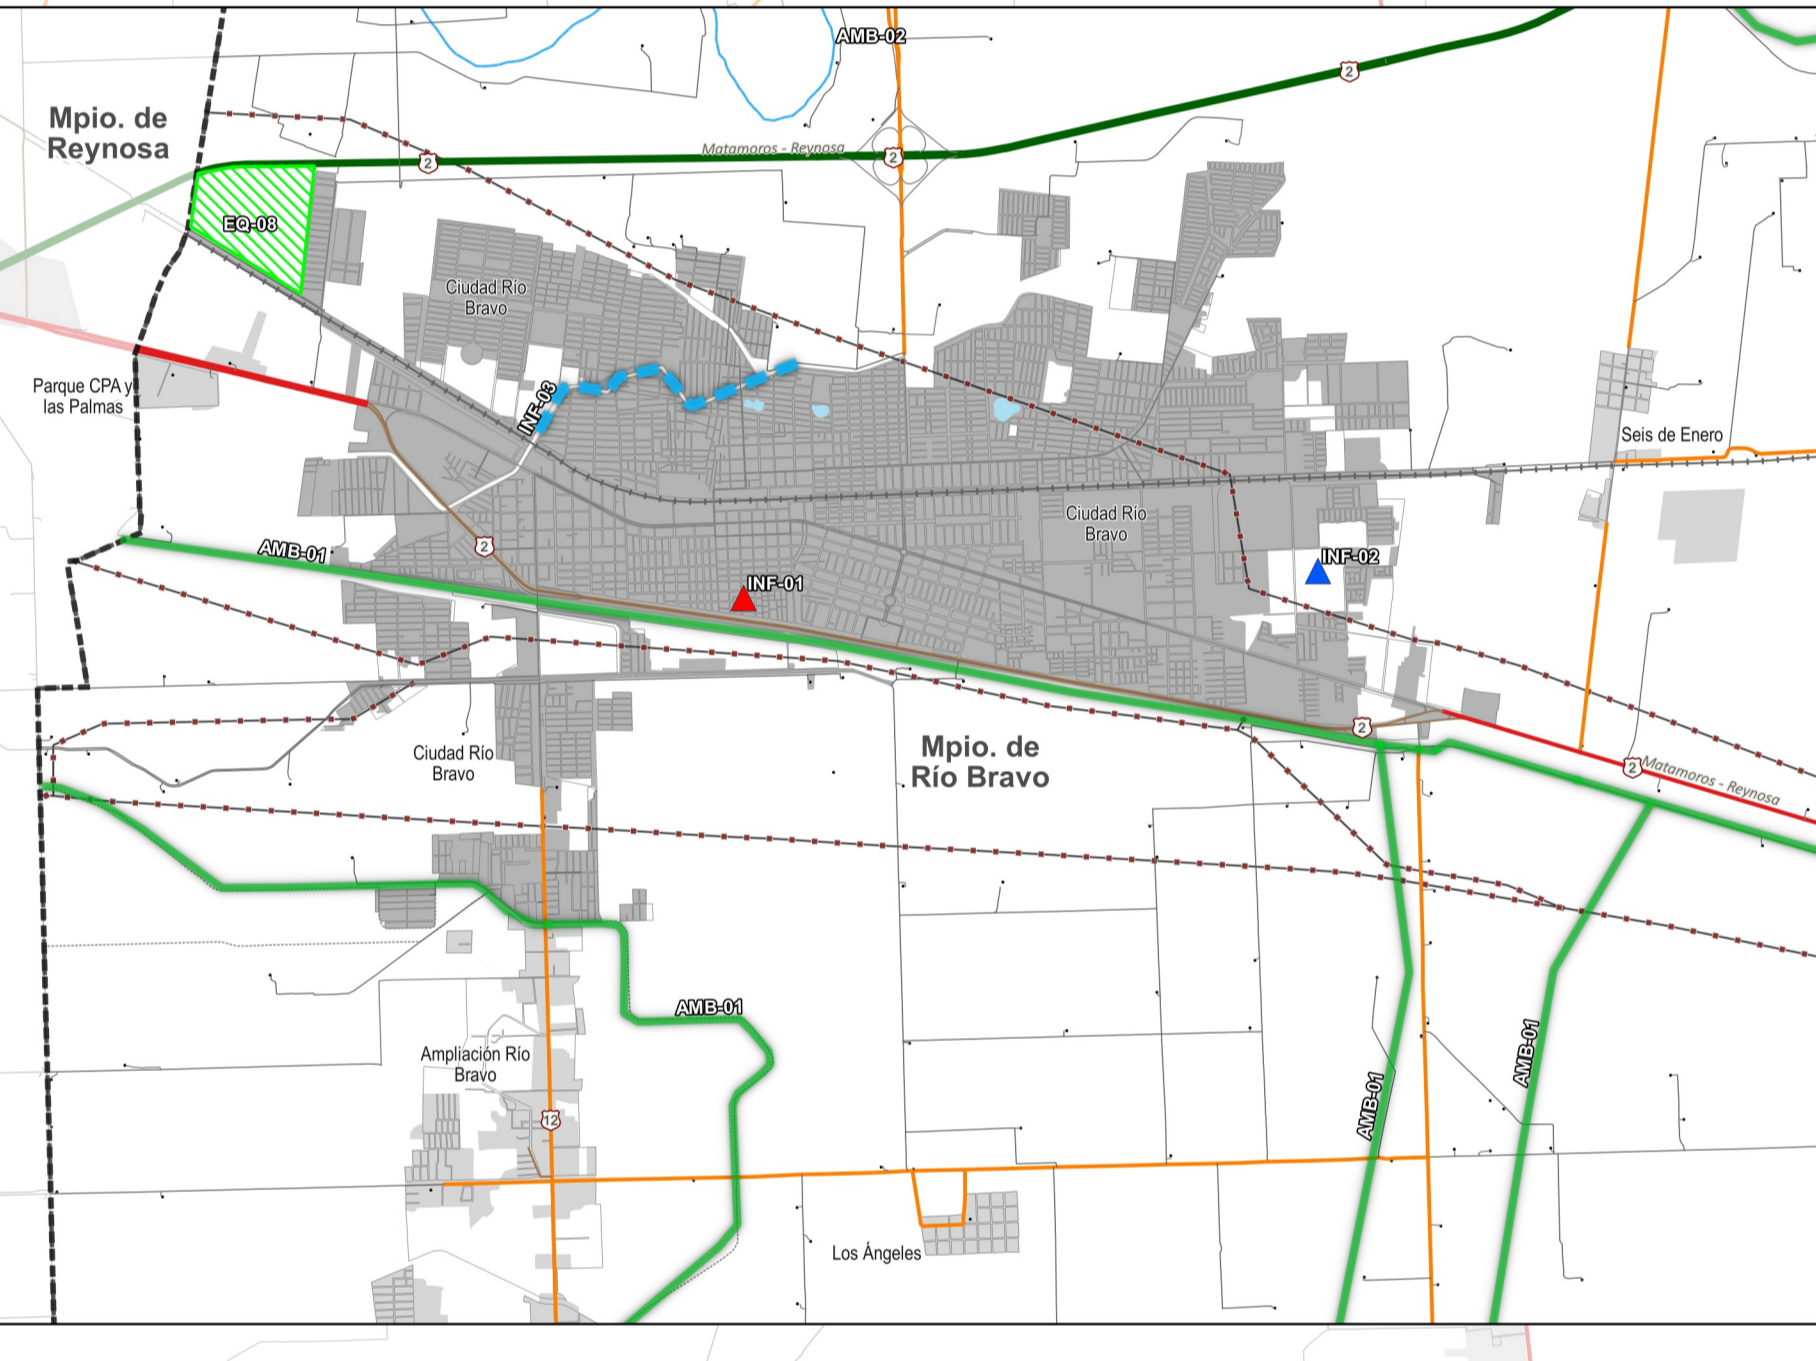 AMB-02
2
Mpio. de
Reynosa
Matamoros - Reynosa
2
2
EQ-08
Ciudad Río
Bravo
Parque CPA y
las Palmas
INF-03
Seis de Enero
Ciudad Río
Bravo
AMB-01
2
INF-02
INF-01
2
Mpio. de
Río Bravo
Ciudad Río
Bravo
2
Matamoros - Reynosa
AMB-01
Ampliación Río
Bravo
AMB-01
AMB-01
12
Los Ángeles